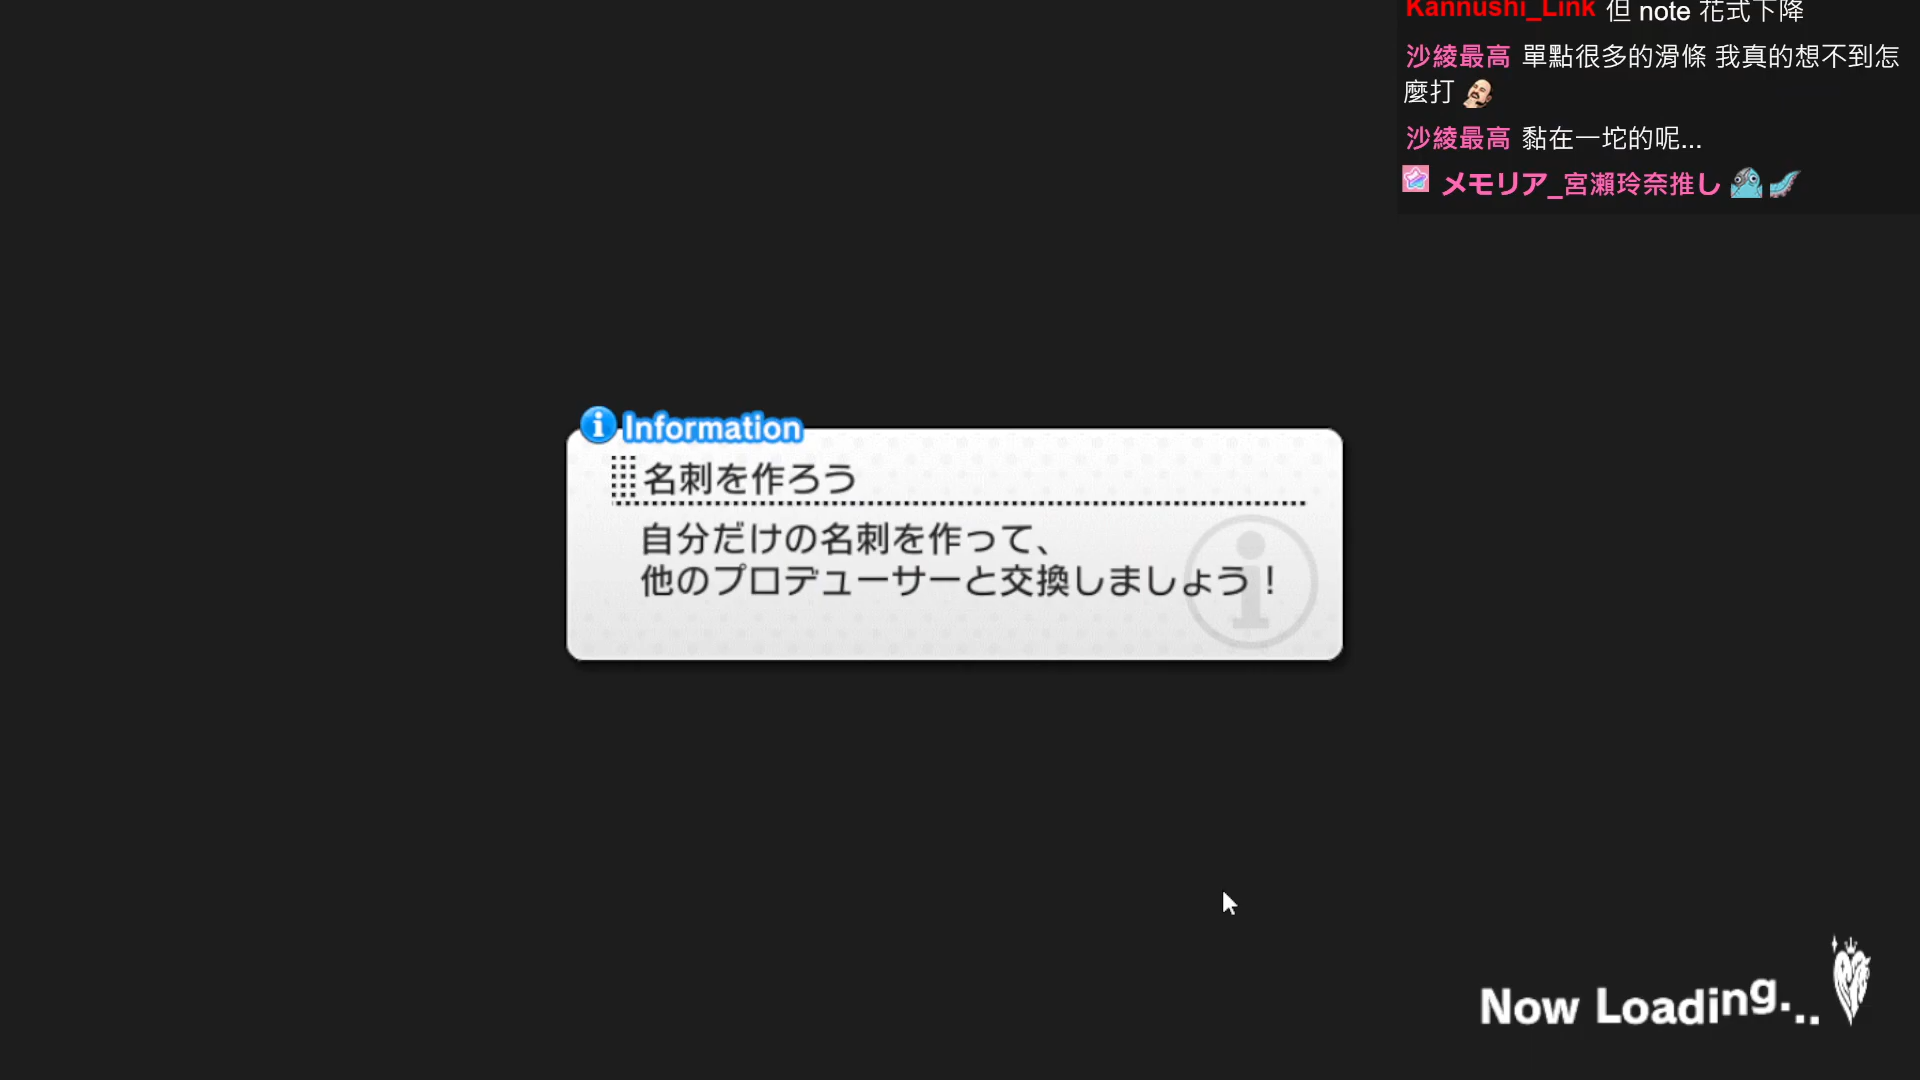 Kannushi_Link 但 note 花式下降
沙綾最高 單點很多的滑條 我真的想不到怎
麼打
沙綾最高 黏在一坨的呢...
メモリア_宮瀨玲奈推し
Information
名刺を作ろう
自分だけの名刺を作って、
他のプロデューサーと交換しましょう！
Now Loading...